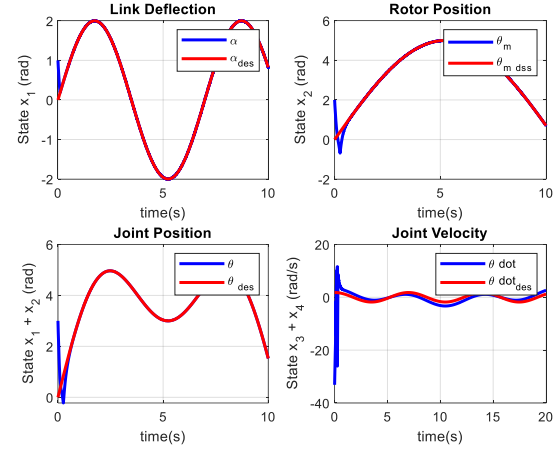 Link Deflection
State x1 (rad)
2
1
0
-1
-2
0
5
10
time(s)
α
αdes
Rotor Position
State x2 (rad)
6
4
2
0
-2
0
5
10
time(s)
θm
θm dss
Joint Position
State x1 + x2 (rad)
6
4
2
0
0
5
10
time(s)
θ
θdes
Joint Velocity
State x3 + x4 (rad/s)
20
0
-20
-40
0
5
10
15
20
time(s)
θ dot
θ dotdes